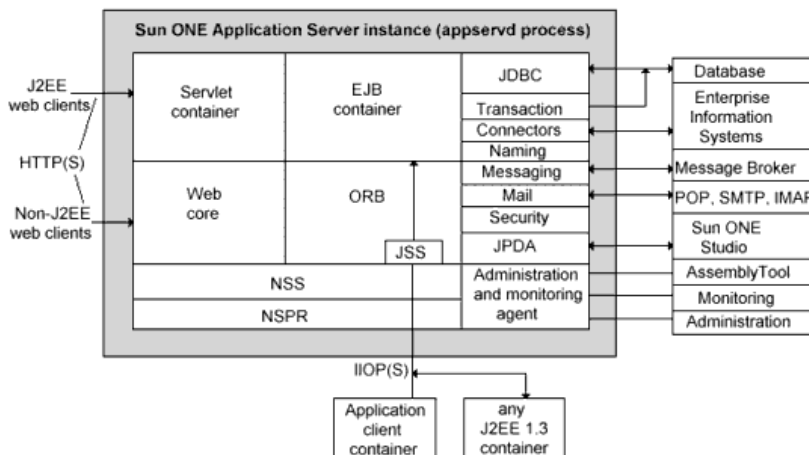 Sun ONE Application Server instance (appservd process)
J2EE
web clients
HTTP(S)
Non-J2EE
web clients
Servlet
container
EJB
container
Web
core
ORB
JSS
NSS
NSPR
JDBC
Transaction
Connectors
Naming
Messaging
Mail
Security
JPDA
Administration
and monitoring
agent
Database
Enterprise
Information
Systems
Message Broker
POP, SMTP, IMAP
Sun ONE
Studio
AssemblyTool
Monitoring
Administration
IIOP(S)
Application
client
container
any
J2EE 1.3
container